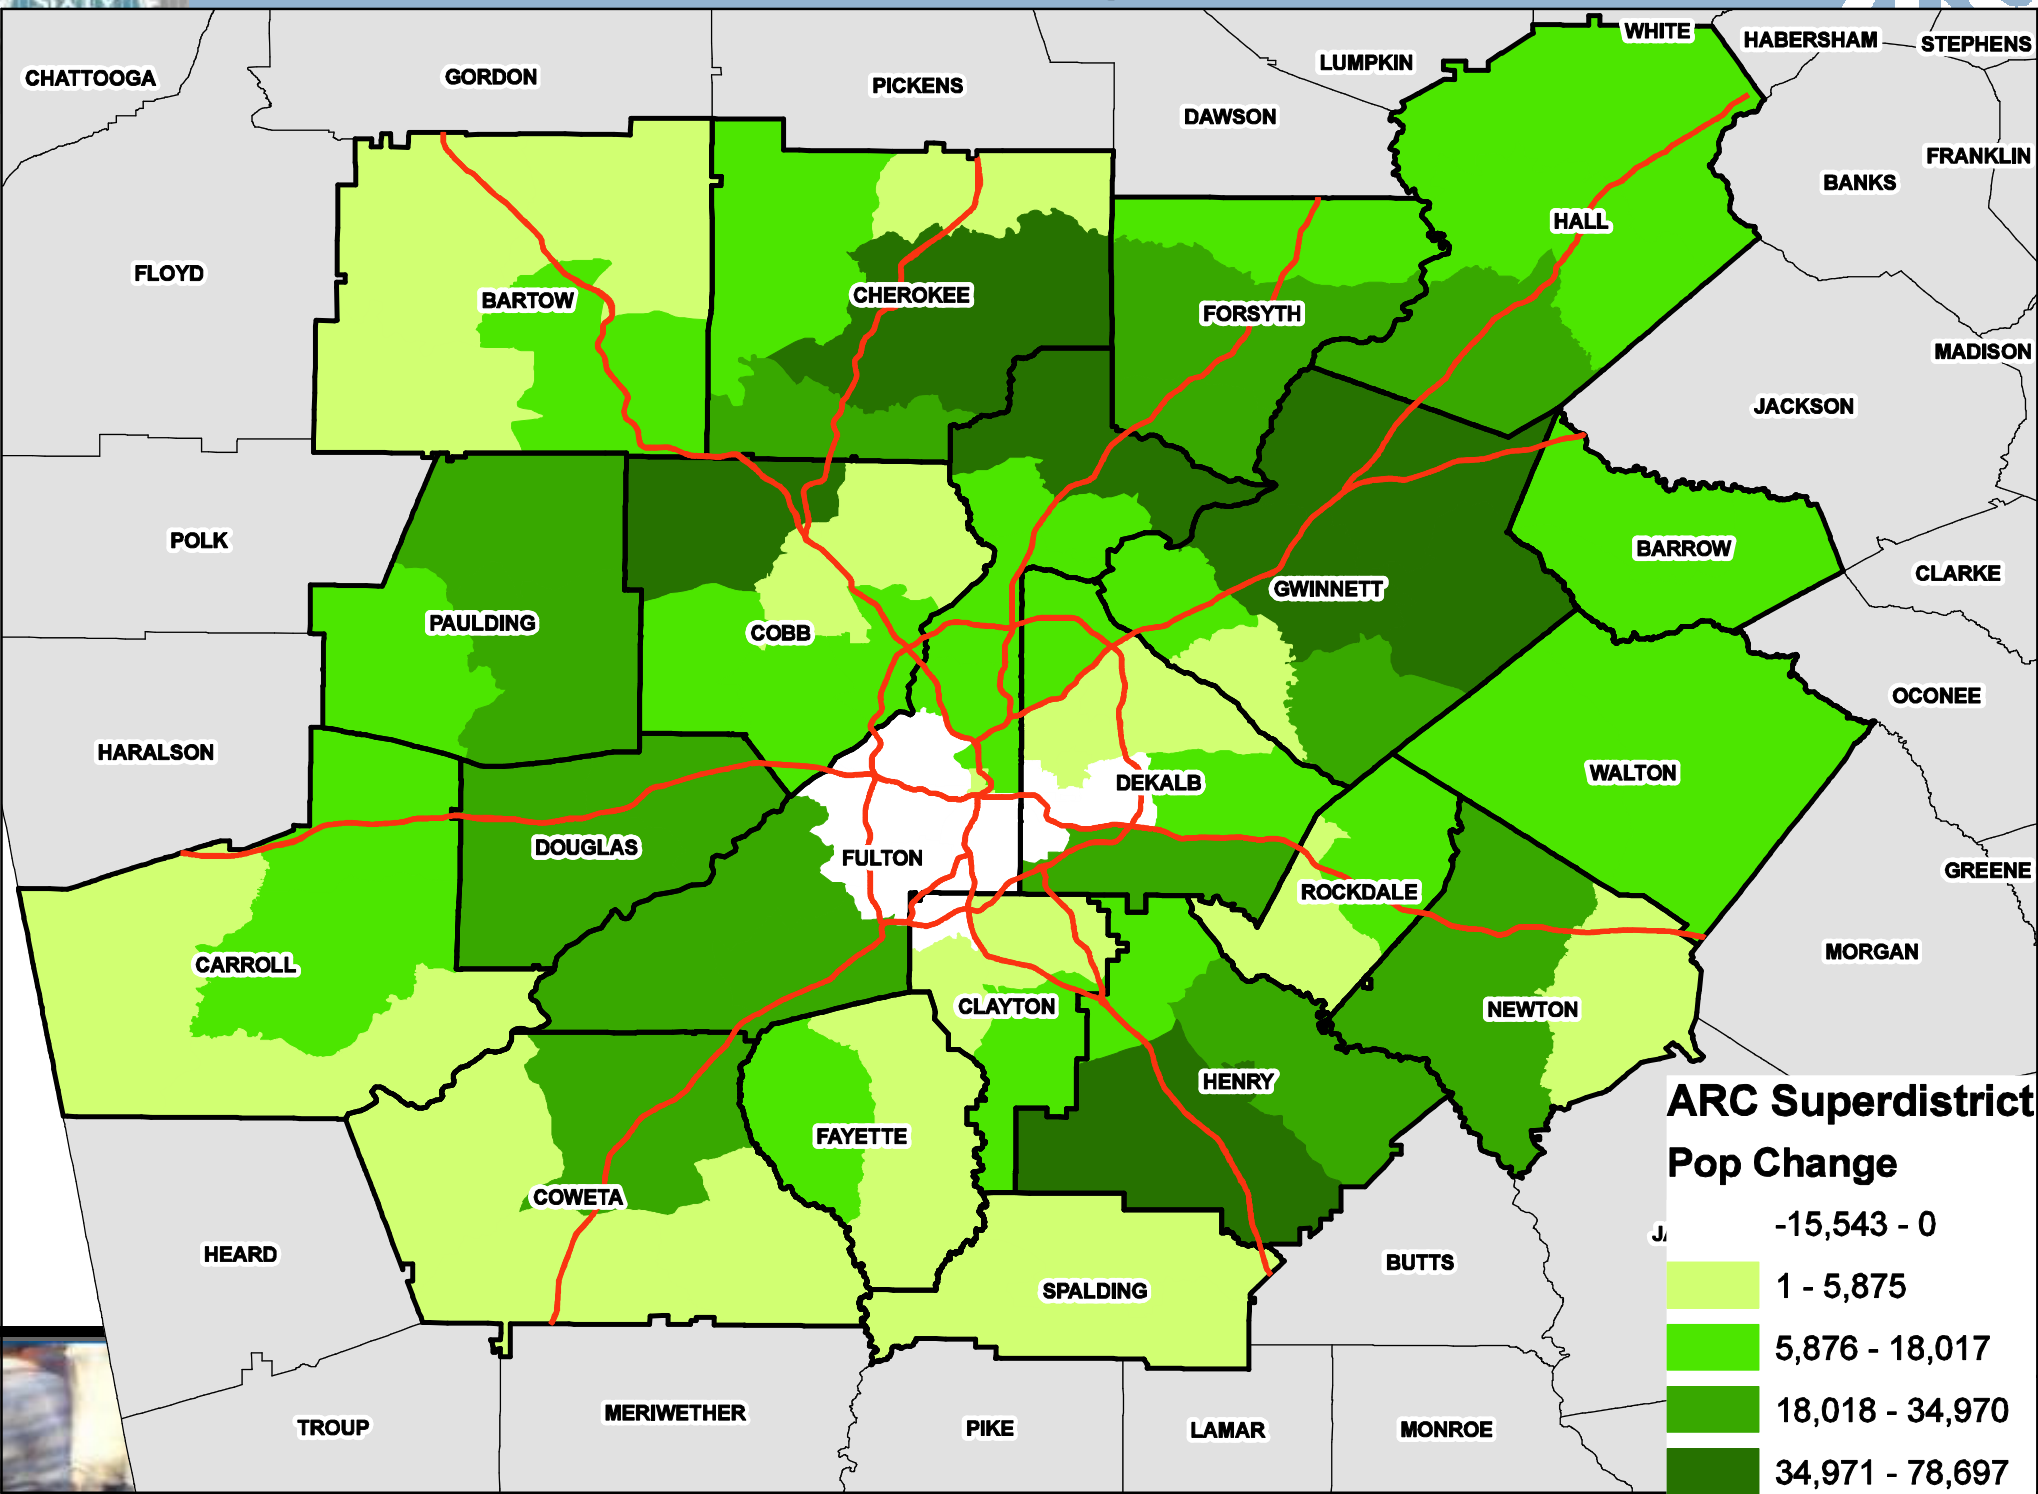 WHITE
HABERSHAM
STEPHENS
CHATTOOGA
GORDON
PICKENS
LUMPKIN
DAWSON
FRANKLIN
BANKS
HALL
FLOYD
BARTOW
CHEROKEE
FORSYTH
MADISON
JACKSON
POLK
BARROW
CLARKE
PAULDING
COBB
GWINNETT
OCONEE
HARALSON
DEKALB
WALTON
DOUGLAS
FULTON
GREENE
ROCKDALE
CARROLL
CLAYTON
NEWTON
MORGAN
HENRY
FAYETTE
COWETA
HEARD
SPALDING
BUTTS
TROUP
MERIWETHER
PIKE
LAMAR
MONROE
ARC Superdistrict
Pop Change
-15,543 - 0
1 - 5,875
5,876 - 18,017
18,018 - 34,970
34,971 - 78,697